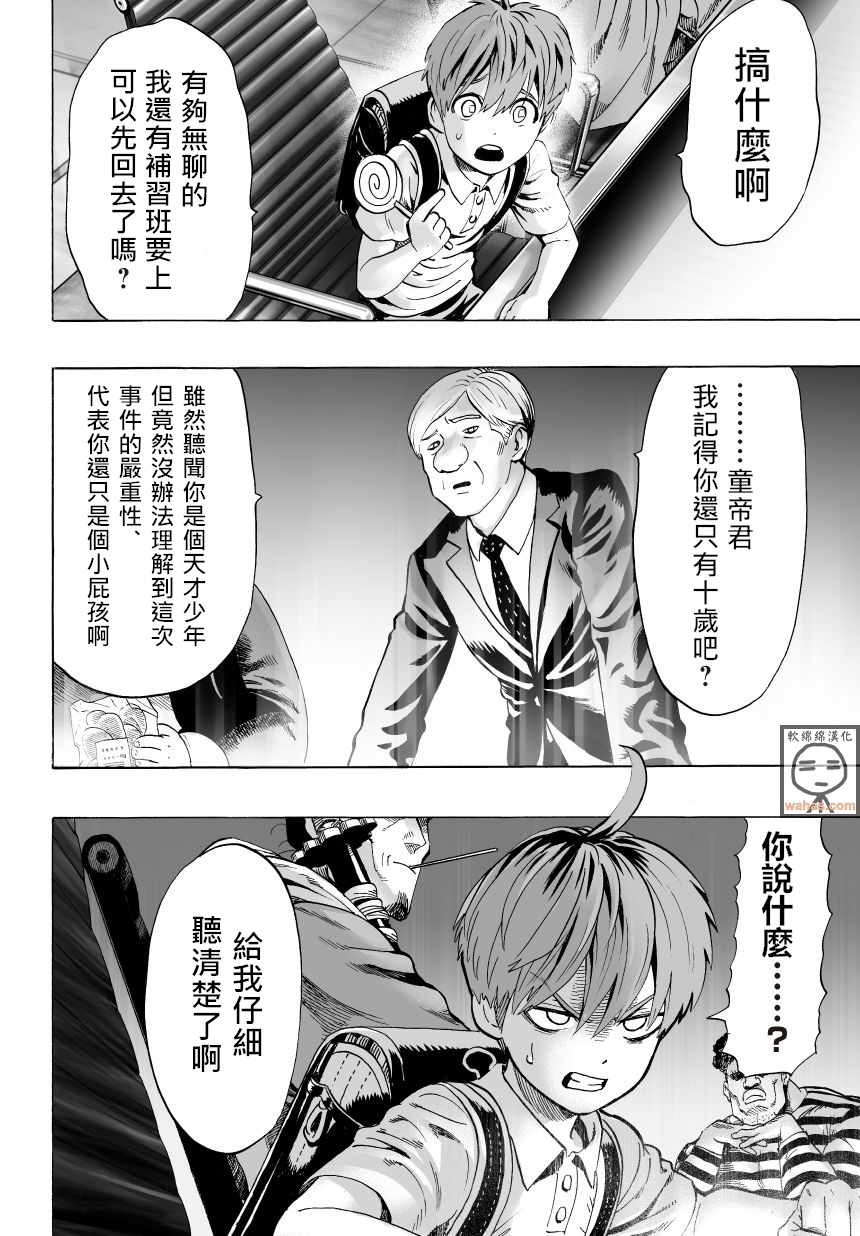 搞什麼啊
有夠無聊的
我還有補習班要上
可以先回去了嗎?
………童帝君
我記得你還只有十歲吧?
雖然聽聞你是個天才少年
但竟然沒辦法理解到這次
事件的嚴重性、
代表你還只是個小屁孩啊
軟綿綿漢化
wahas.com
你說什麼……?
給我仔細
聽清楚了啊